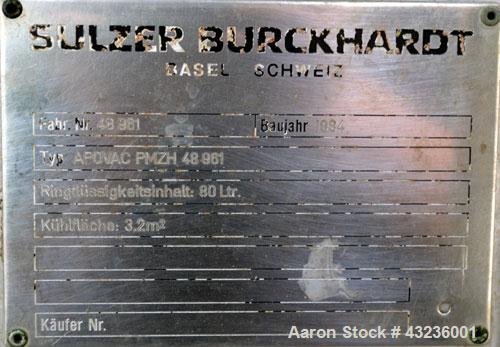 SULZER BURCKHARDT
BASEL SCHWEIZ
Fabr. Nr. 48 961 Baujahr 1994
Typ APOVAC PMZH 48 961
Ringflüssigkeitsinhalt: 80 Ltr.
Kühlfläche: 3,2m²
Käufer Nr.
Aaron Stock # 43236001